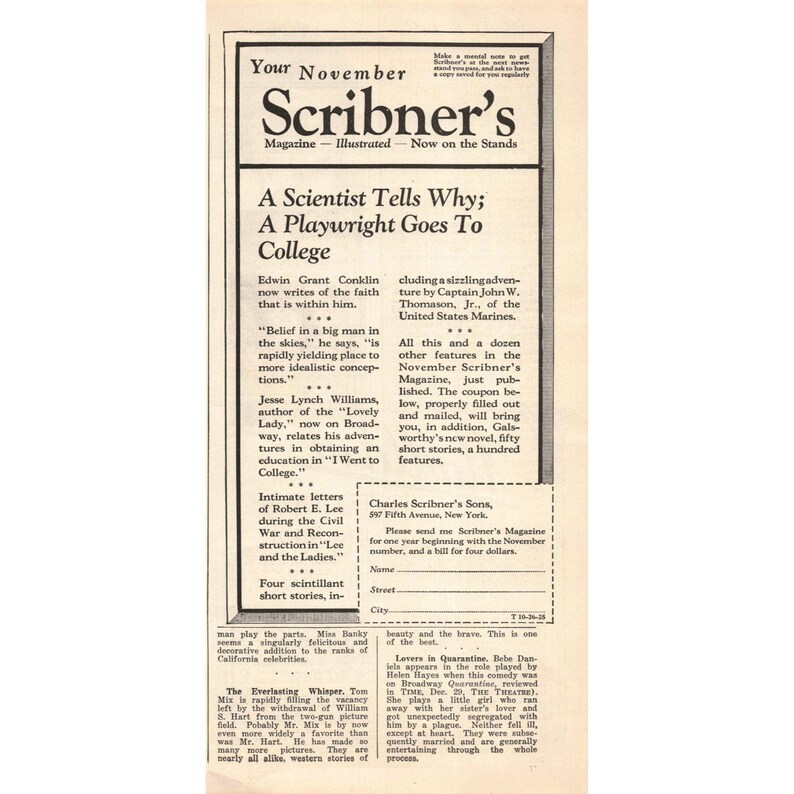 Your November
Make a mental note to get
Scribner's at the next news-
stand you pass, and ask to have
a copy saved for you regularly
Scribner's
Magazine — Illustrated — Now on the Stands
A Scientist Tells Why;
A Playwright Goes To
College
Edwin Grant Conklin
now writes of the faith
that is within him.
* * *
"Belief in a big man in
the skies," he says, "is
rapidly yielding place to
more idealistic concep-
tions."
* * *
Jesse Lynch Williams,
author of the "Lovely
Lady," now on Broad-
way, relates his adven-
tures in obtaining an
education in "I Went to
College."
* * *
Intimate letters
of Robert E. Lee
during the Civil
War and Recon-
struction in "Lee
and the Ladies."
* * *
Four scintillant
short stories, in-
cluding a sizzling adven-
ture by Captain John W.
Thomason, Jr., of the
United States Marines.
* * *
All this and a dozen
other features in the
November Scribner's
Magazine, just pub-
lished. The coupon be-
low, properly filled out
and mailed, will bring
you, in addition, Gals-
worthy's new novel, fifty
short stories, a hundred
features.
Charles Scribner's Sons,
597 Fifth Avenue, New York.
Please send me Scribner's Magazine
for one year beginning with the November
number, and a bill for four dollars.
Name
Street
City
T 10-26-25
man play the parts. Miss Banky
seems a singularly felicitous and
decorative addition to the ranks of
California celebrities.
. . .
The Everlasting Whisper. Tom
Mix is rapidly filling the vacancy
left by the withdrawal of William
S. Hart from the two-gun picture
field. Pobably Mr. Mix is by now
even more widely a favorite than
was Mr. Hart. He has made so
many more pictures. They are
nearly all alike, western stories of
beauty and the brave. This is one
of the best.
. . .
Lovers in Quarantine. Bebe Dan-
iels appears in the role played by
Helen Hayes when this comedy was
on Broadway Quarantine, reviewed
in TIME, Dec. 29, THE THEATRE).
She plays a little girl who ran
away with her sister's lover and
got unexpectedly segregated with
him by a plague. Neither fell ill,
except at heart. They were subse-
quently married and are generally
entertaining through the whole
process.